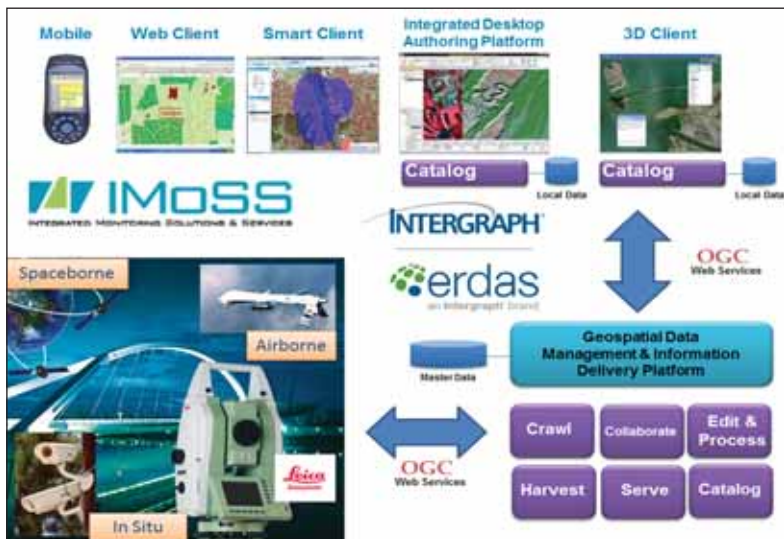 Mobile
Web Client
Smart Client
Integrated Desktop
Authoring Platform
3D Client
Catalog
Local Data
Catalog
Local Data
IMoSS
INTEGRATED MONITORING SOLUTIONS & SERVICES
INTERGRAPH
erdas
an Intergraph brand
OGC
Web Services
Spaceborne
Airborne
In Situ
Leica
Master Data
Geospatial Data
Management & Information
Delivery Platform
OGC
Web Services
Crawl
Collaborate
Edit &
Process
Harvest
Serve
Catalog